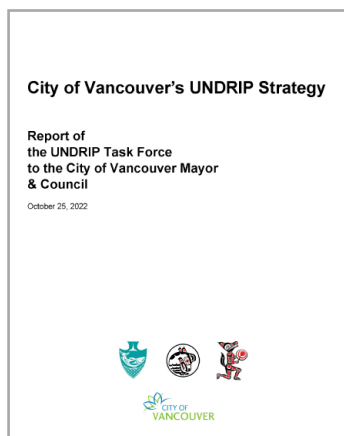 City of Vancouver's UNDRIP Strategy
Report of
the UNDRIP Task Force
to the City of Vancouver Mayor
& Council
October 25, 2022
CITY OF
VANCOUVER